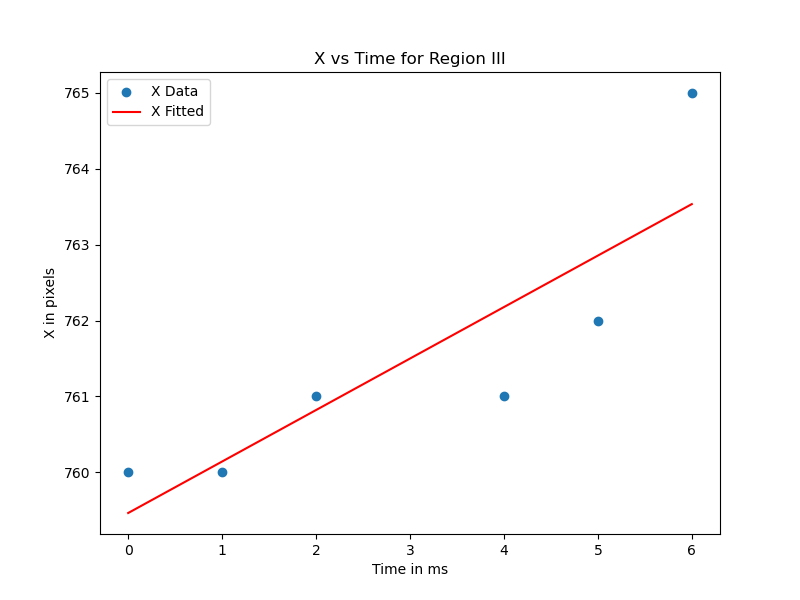 X vs Time for Region III
X Data
X Fitted
765
764
763
762
761
760
X in pixels
0 1 2 3 4 5 6
Time in ms